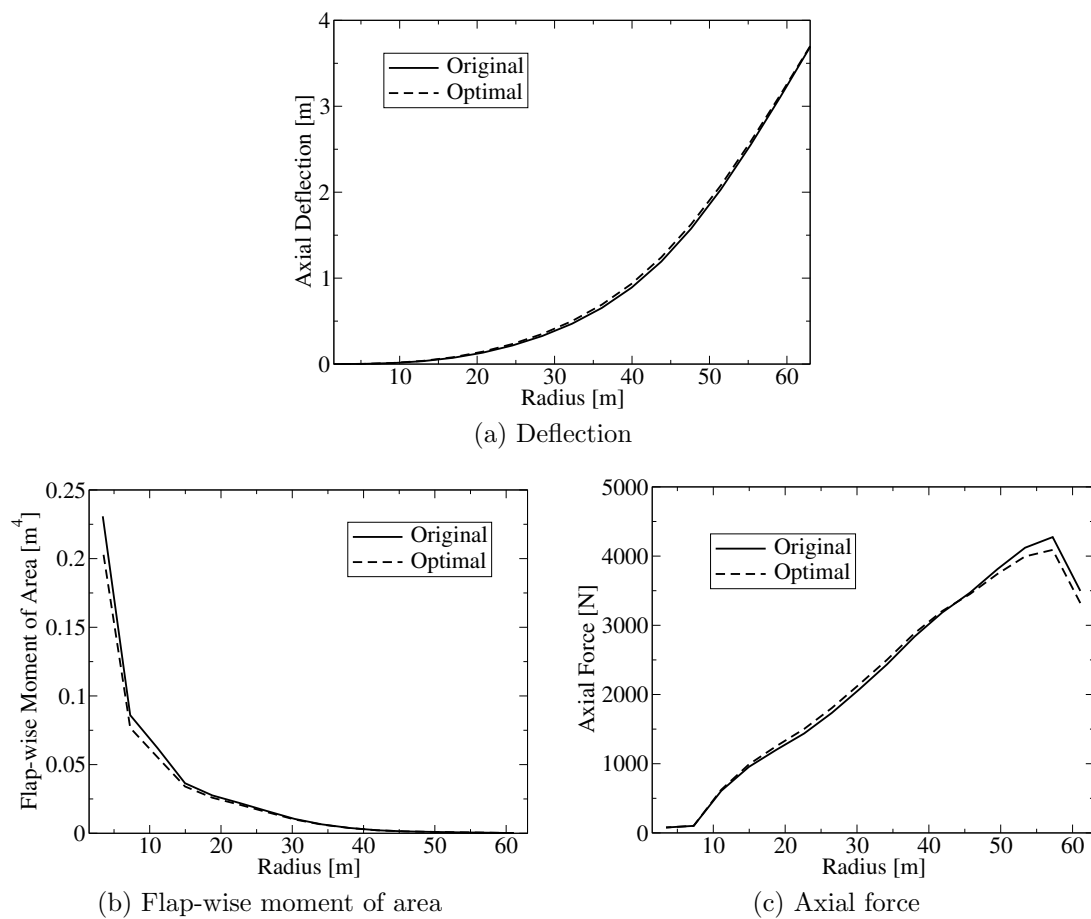 4
3
2
1
0
Axial Deflection [m]
Original
Optimal
10 20 30 40 50 60
Radius [m]
(a) Deflection
0.25
0.2
0.15
0.1
0.05
0
Flap-wise Moment of Area [m^4]
Original
Optimal
10 20 30 40 50 60
Radius [m]
(b) Flap-wise moment of area
5000
4000
3000
2000
1000
0
Axial Force [N]
Original
Optimal
10 20 30 40 50 60
Radius [m]
(c) Axial force